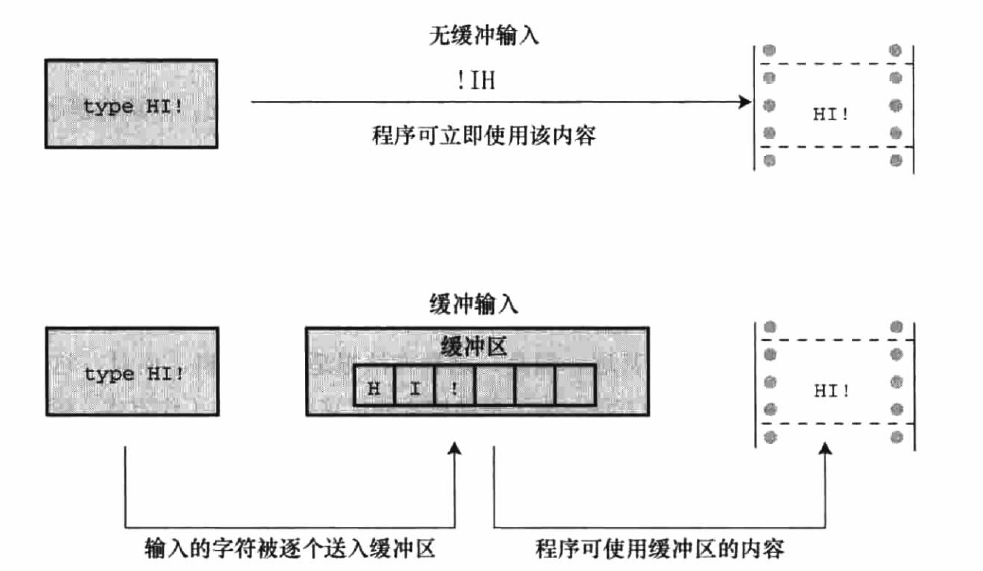 无缓冲输入
type HI!
!IH
HI!
程序可立即使用该内容
缓冲输入
缓冲区
type HI!
H I !
HI!
输入的字符被逐个送入缓冲区
程序可使用缓冲区的内容